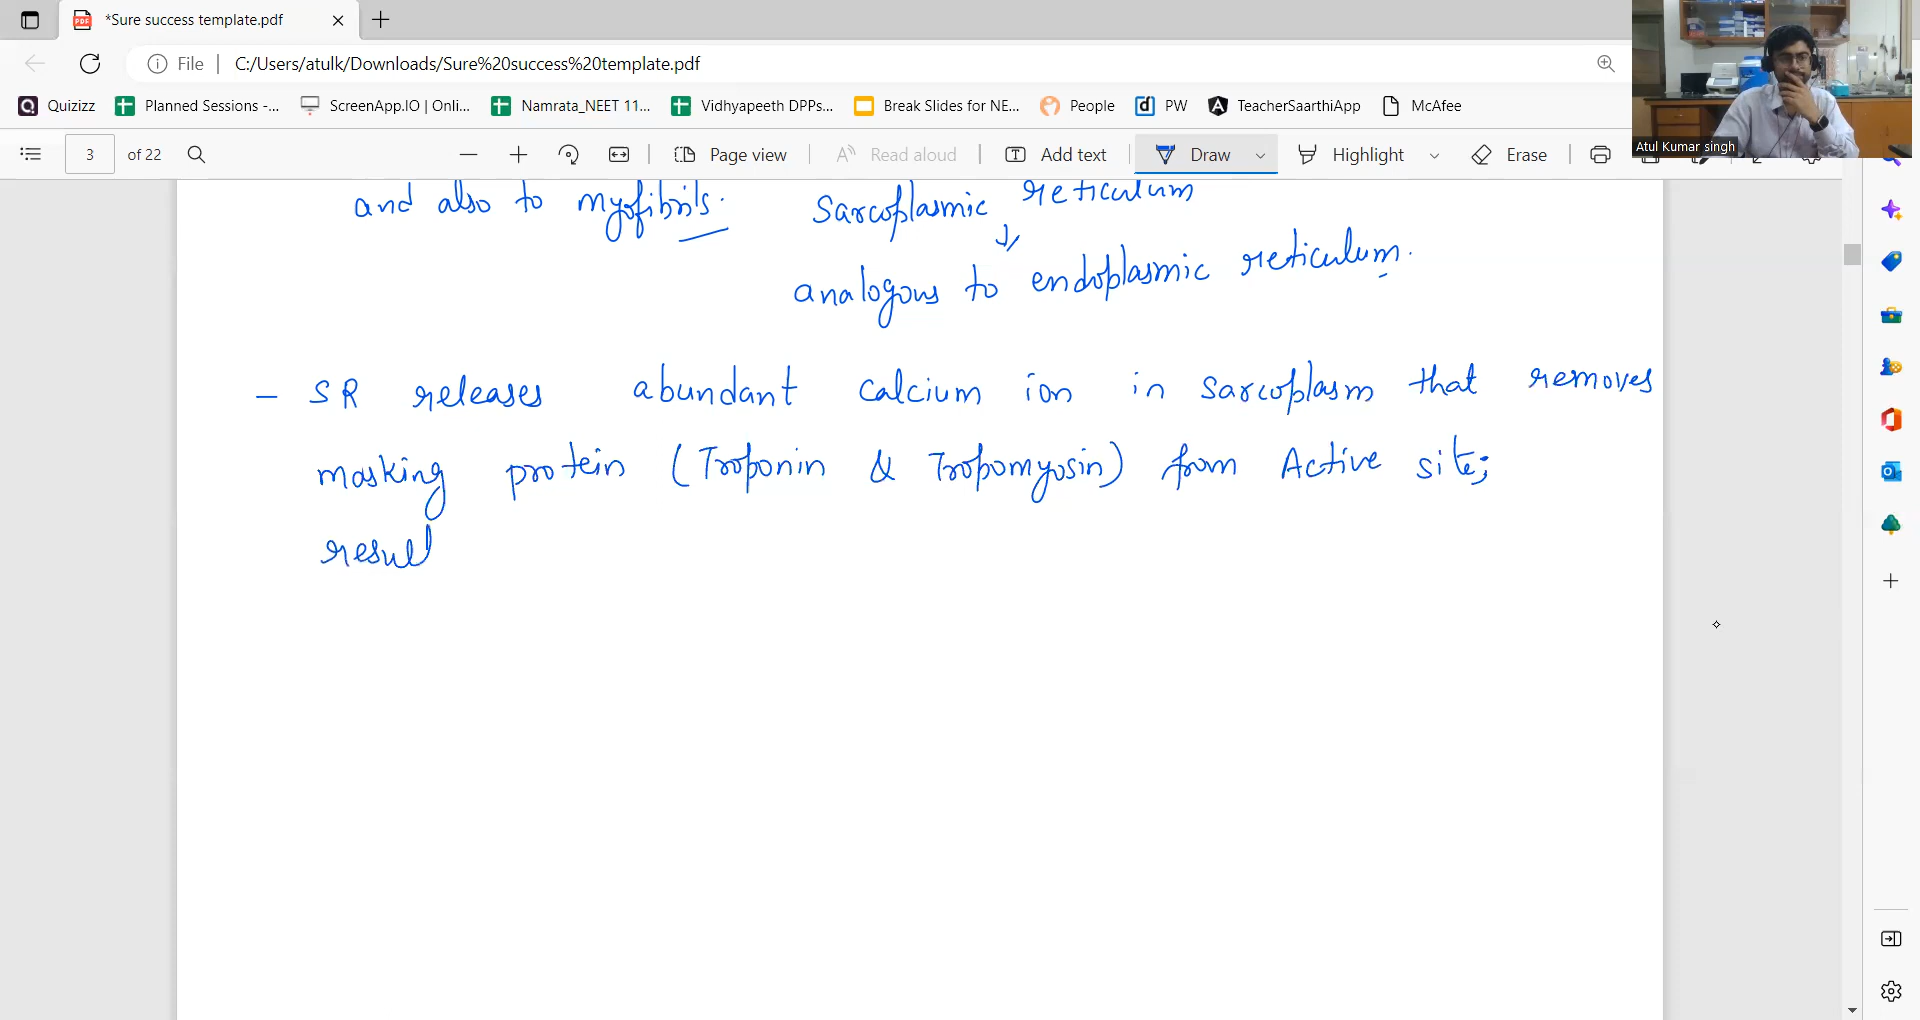 *Sure success template.pdf
File C:/Users/atulk/Downloads/Sure%20success%20template.pdf
Quizizz Planned Sessions -... ScreenApp.IO | Onli... Namrata_NEET 11... Vidhyapeeth DPPs... Break Slides for NE... People PW TeacherSaarthiApp McAfee
Atul Kumar singh
3 of 22 Page view Read aloud Add text Draw Highlight Erase
and also to myofibrils. Sarcoplasmic reticulum
analogous to endoplasmic reticulum.
- SR releases abundant calcium ion in sarcoplasm that removes
masking protein (Troponin & Tropomyosin) from Active site;
resul